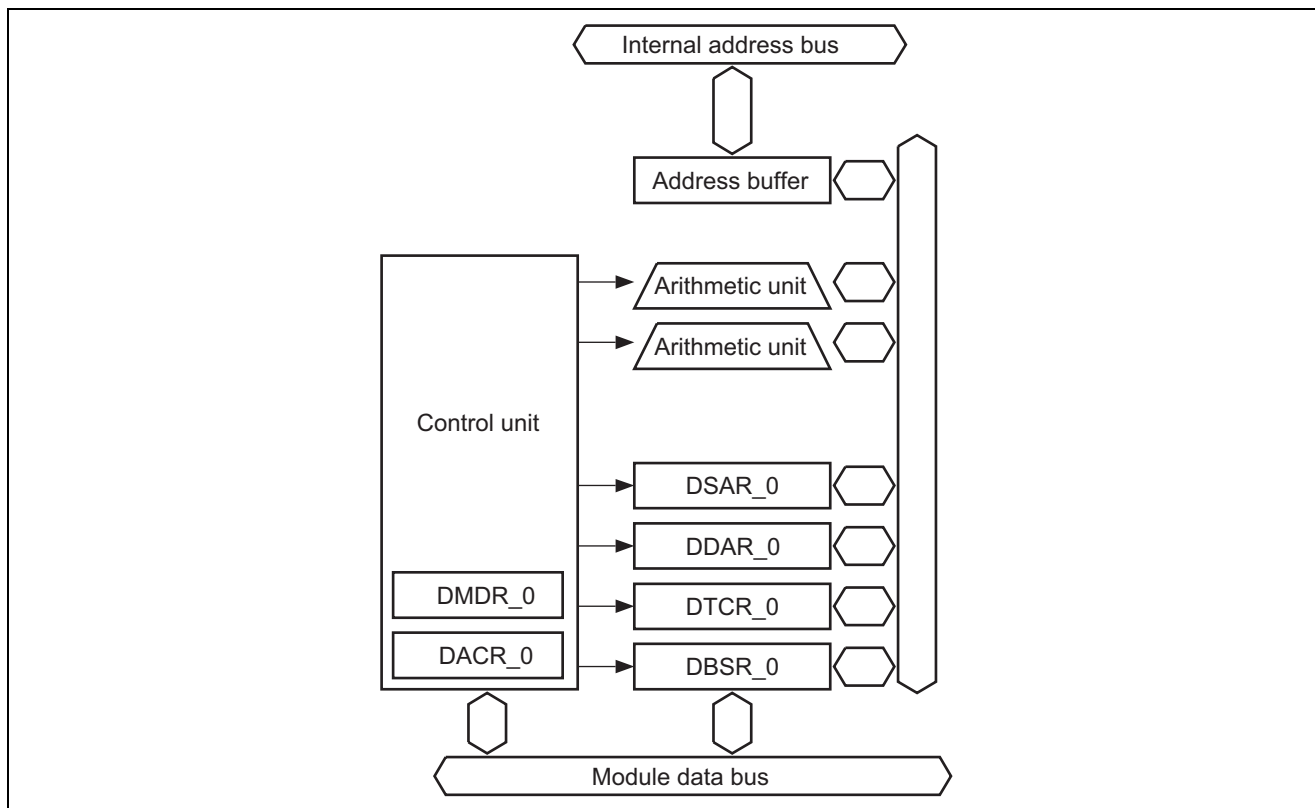 Internal address bus
Address buffer
Arithmetic unit
Arithmetic unit
Control unit
DSAR_0
DDAR_0
DMDR_0
DTCR_0
DACR_0
DBSR_0
Module data bus